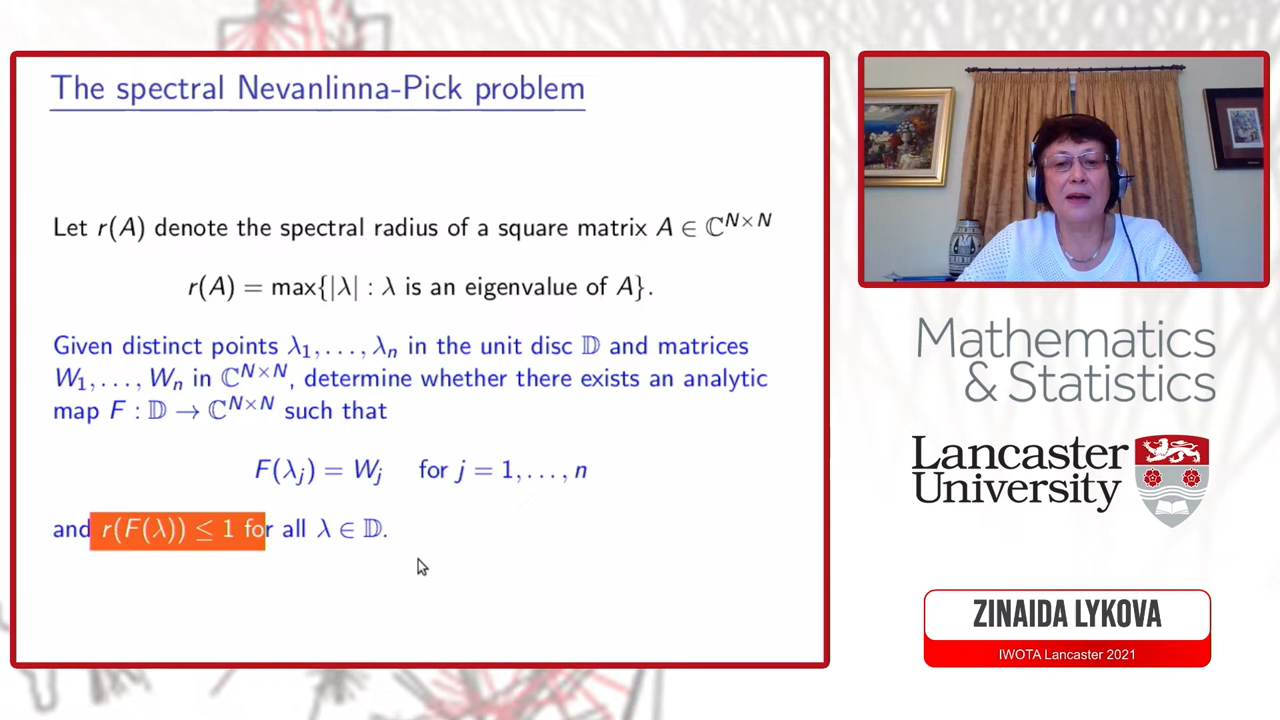 The spectral Nevanlinna-Pick problem
Let r(A) denote the spectral radius of a square matrix A ∈ ℂ^{N×N}
r(A) = max{|λ| : λ is an eigenvalue of A}.
Given distinct points λ₁, . . . , λₙ in the unit disc 𝔻 and matrices
W₁, . . . , Wₙ in ℂ^{N×N}, determine whether there exists an analytic
map F : 𝔻 → ℂ^{N×N} such that
F(λⱼ) = Wⱼ for j = 1, . . . , n
and r(F(λ)) ≤ 1 for all λ ∈ 𝔻.
Mathematics
& Statistics
Lancaster
University
ZINAIDA LYKOVA
IWOTA Lancaster 2021